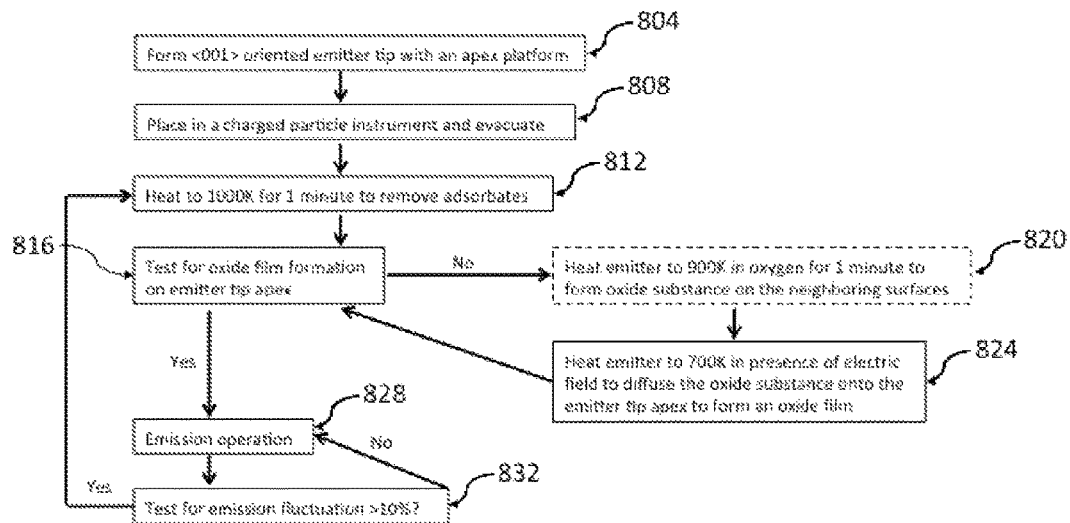 804
Form <001> oriented emitter tip with an apex platform
808
Place in a charged particle instrument and evacuate
812
Heat to 1000K for 1 minute to remove adsorbates
816
Test for oxide film formation
on emitter tip apex
No
820
Heat emitter to 900K in oxygen for 1 minute to
form oxide substance on the neighboring surfaces
824
Heat emitter to 700K in presence of electric
field to diffuse the oxide substance onto the
emitter tip apex to form an oxide film
Yes
828
Emission operation
No
832
Yes
Test for emission fluctuation >10%?